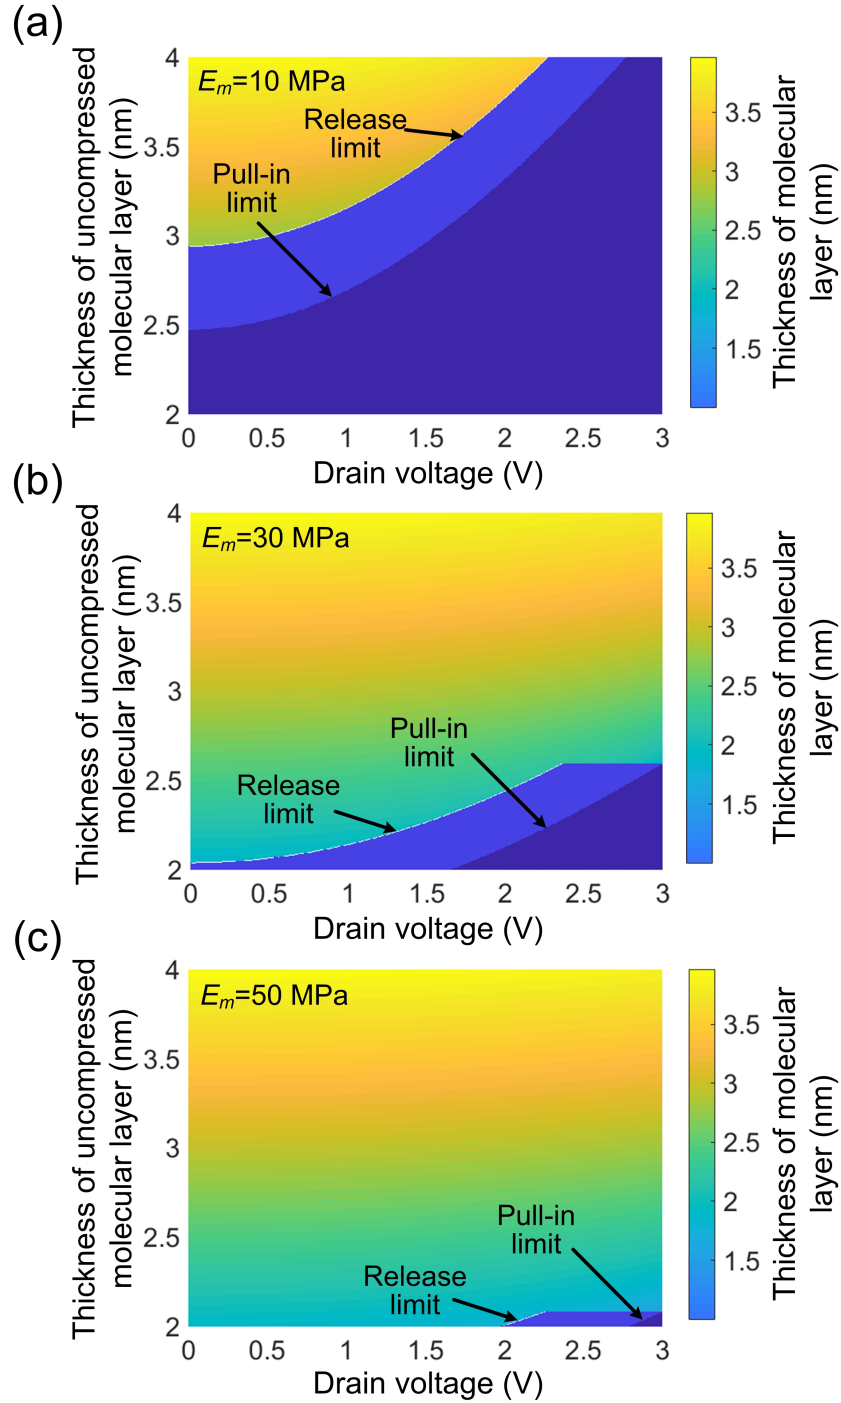 (a)
Thickness of uncompressed
molecular layer (nm)
4
3.5
3
2.5
2
E_m=10 MPa
Release
limit
Pull-in
limit
0 0.5 1 1.5 2 2.5 3
Drain voltage (V)
3.5
3
2.5
2
1.5
Thickness of molecular
layer (nm)
(b)
Thickness of uncompressed
molecular layer (nm)
4
3.5
3
2.5
2
E_m=30 MPa
Pull-in
limit
Release
limit
0 0.5 1 1.5 2 2.5 3
Drain voltage (V)
3.5
3
2.5
2
1.5
Thickness of molecular
layer (nm)
(c)
Thickness of uncompressed
molecular layer (nm)
4
3.5
3
2.5
2
E_m=50 MPa
Pull-in
limit
Release
limit
0 0.5 1 1.5 2 2.5 3
Drain voltage (V)
3.5
3
2.5
2
1.5
Thickness of molecular
layer (nm)